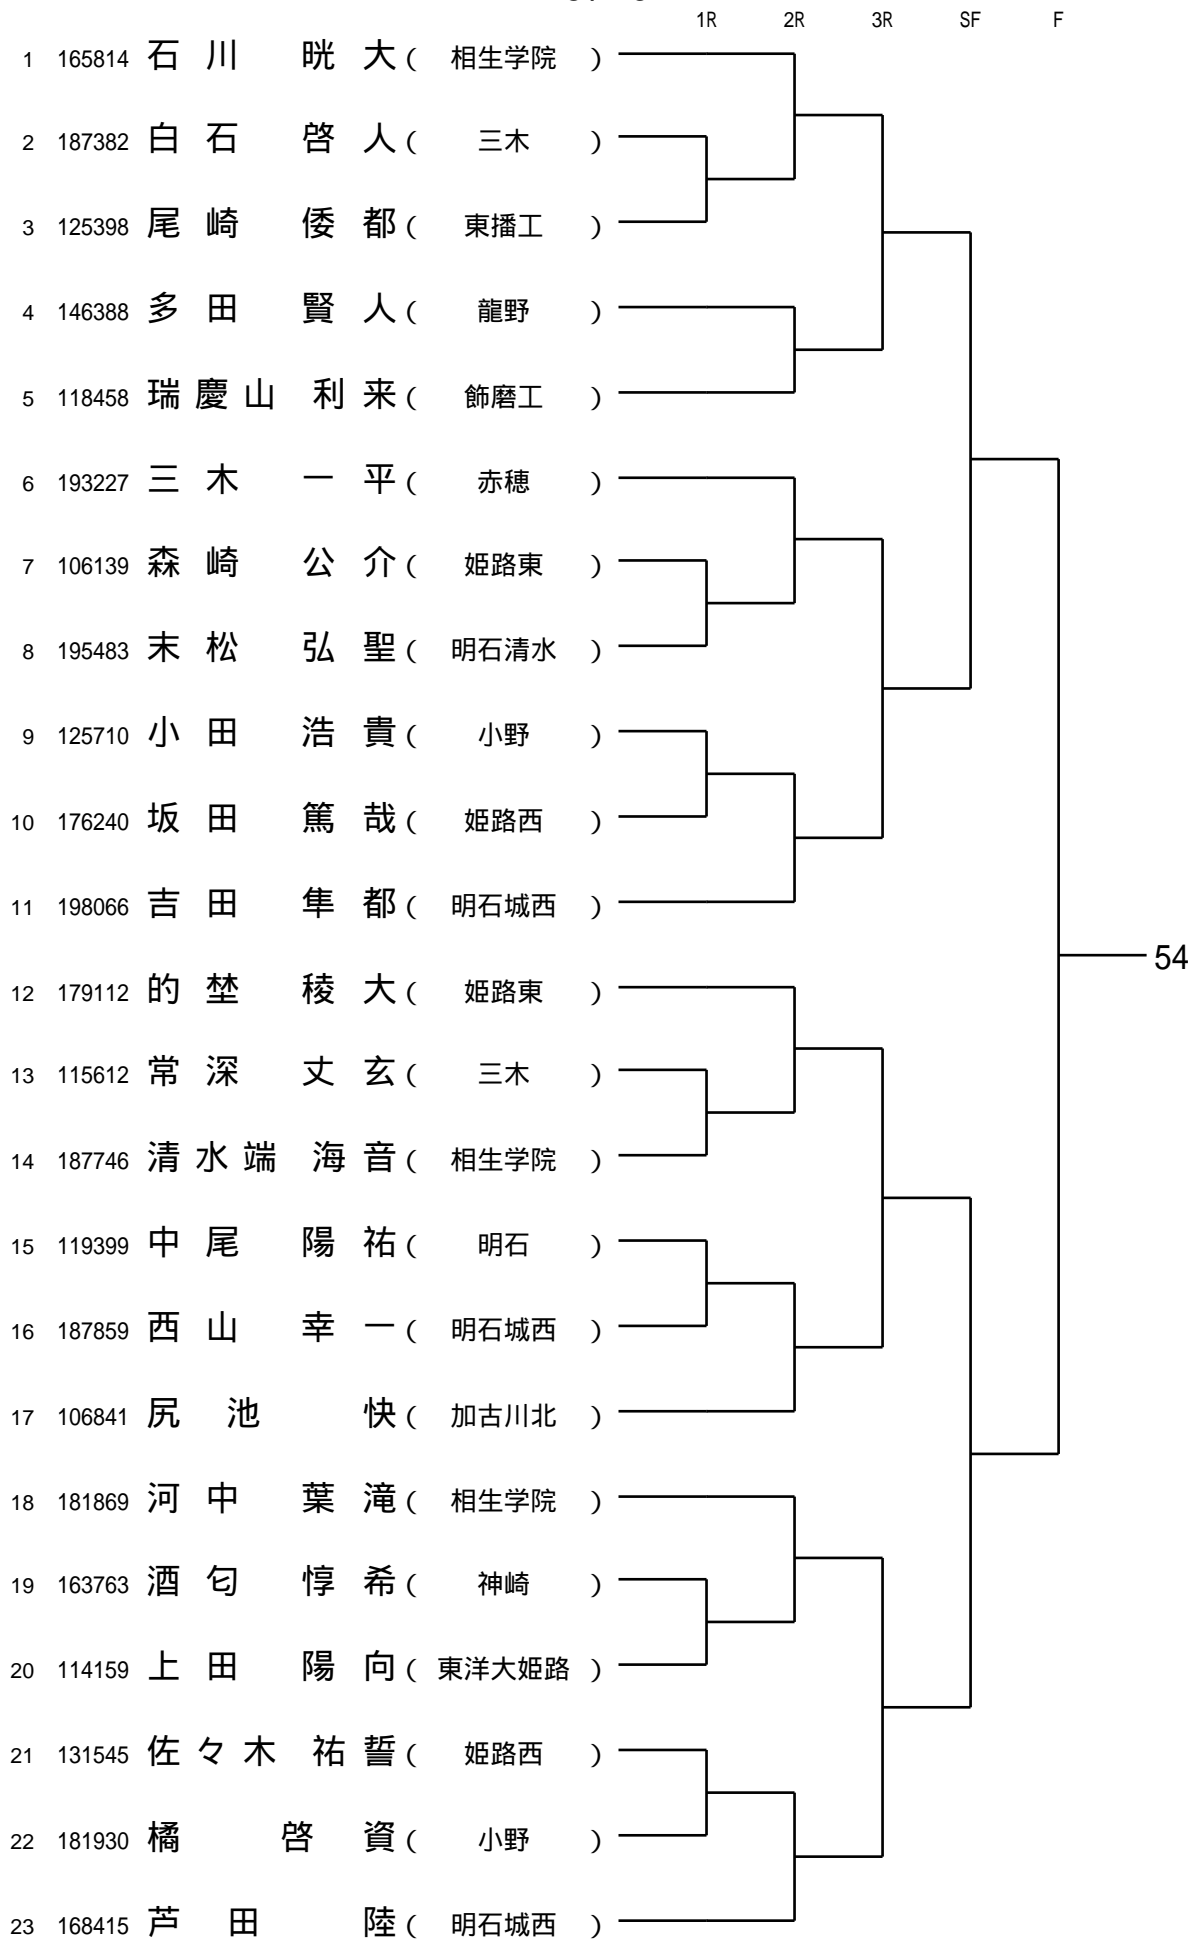 1R 2R 3R SF F
1 165814 石川 晄大 ( 相生学院 )
2 187382 白石 啓人 ( 三木 )
3 125398 尾崎 倭都 ( 東播工 )
4 146388 多田 賢人 ( 龍野 )
5 118458 瑞慶山 利来 ( 飾磨工 )
6 193227 三木 一平 ( 赤穂 )
7 106139 森崎 公介 ( 姫路東 )
8 195483 末松 弘聖 ( 明石清水 )
9 125710 小田 浩貴 ( 小野 )
10 176240 坂田 篤哉 ( 姫路西 )
11 198066 吉田 隼都 ( 明石城西 )
54
12 179112 的埜 稜大 ( 姫路東 )
13 115612 常深 丈玄 ( 三木 )
14 187746 清水端 海音 ( 相生学院 )
15 119399 中尾 陽祐 ( 明石 )
16 187859 西山 幸一 ( 明石城西 )
17 106841 尻池 快 ( 加古川北 )
18 181869 河中 葉滝 ( 相生学院 )
19 163763 酒匂 惇希 ( 神崎 )
20 114159 上田 陽向 ( 東洋大姫路 )
21 131545 佐々木 祐誓 ( 姫路西 )
22 181930 橘 啓資 ( 小野 )
23 168415 芦田 陸 ( 明石城西 )